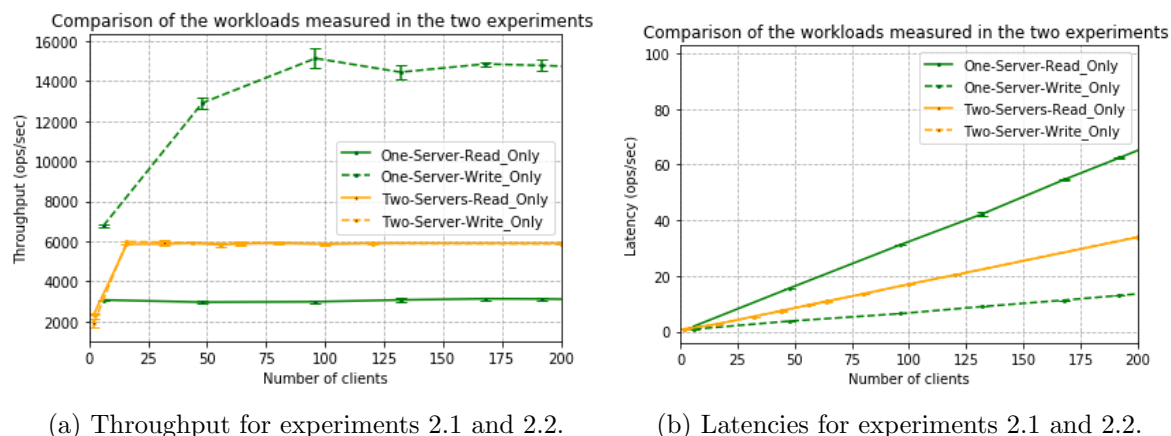 Comparison of the workloads measured in the two experiments
16000
14000
12000
10000
8000
6000
4000
2000
Throughput (ops/sec)
One-Server-Read_Only
One-Server-Write_Only
Two-Servers-Read_Only
Two-Server-Write_Only
0 25 50 75 100 125 150 175 200
Number of clients
(a) Throughput for experiments 2.1 and 2.2.
Comparison of the workloads measured in the two experiments
100
80
60
40
20
0
Latency (ops/sec)
One-Server-Read_Only
One-Server-Write_Only
Two-Servers-Read_Only
Two-Server-Write_Only
0 25 50 75 100 125 150 175 200
Number of clients
(b) Latencies for experiments 2.1 and 2.2.